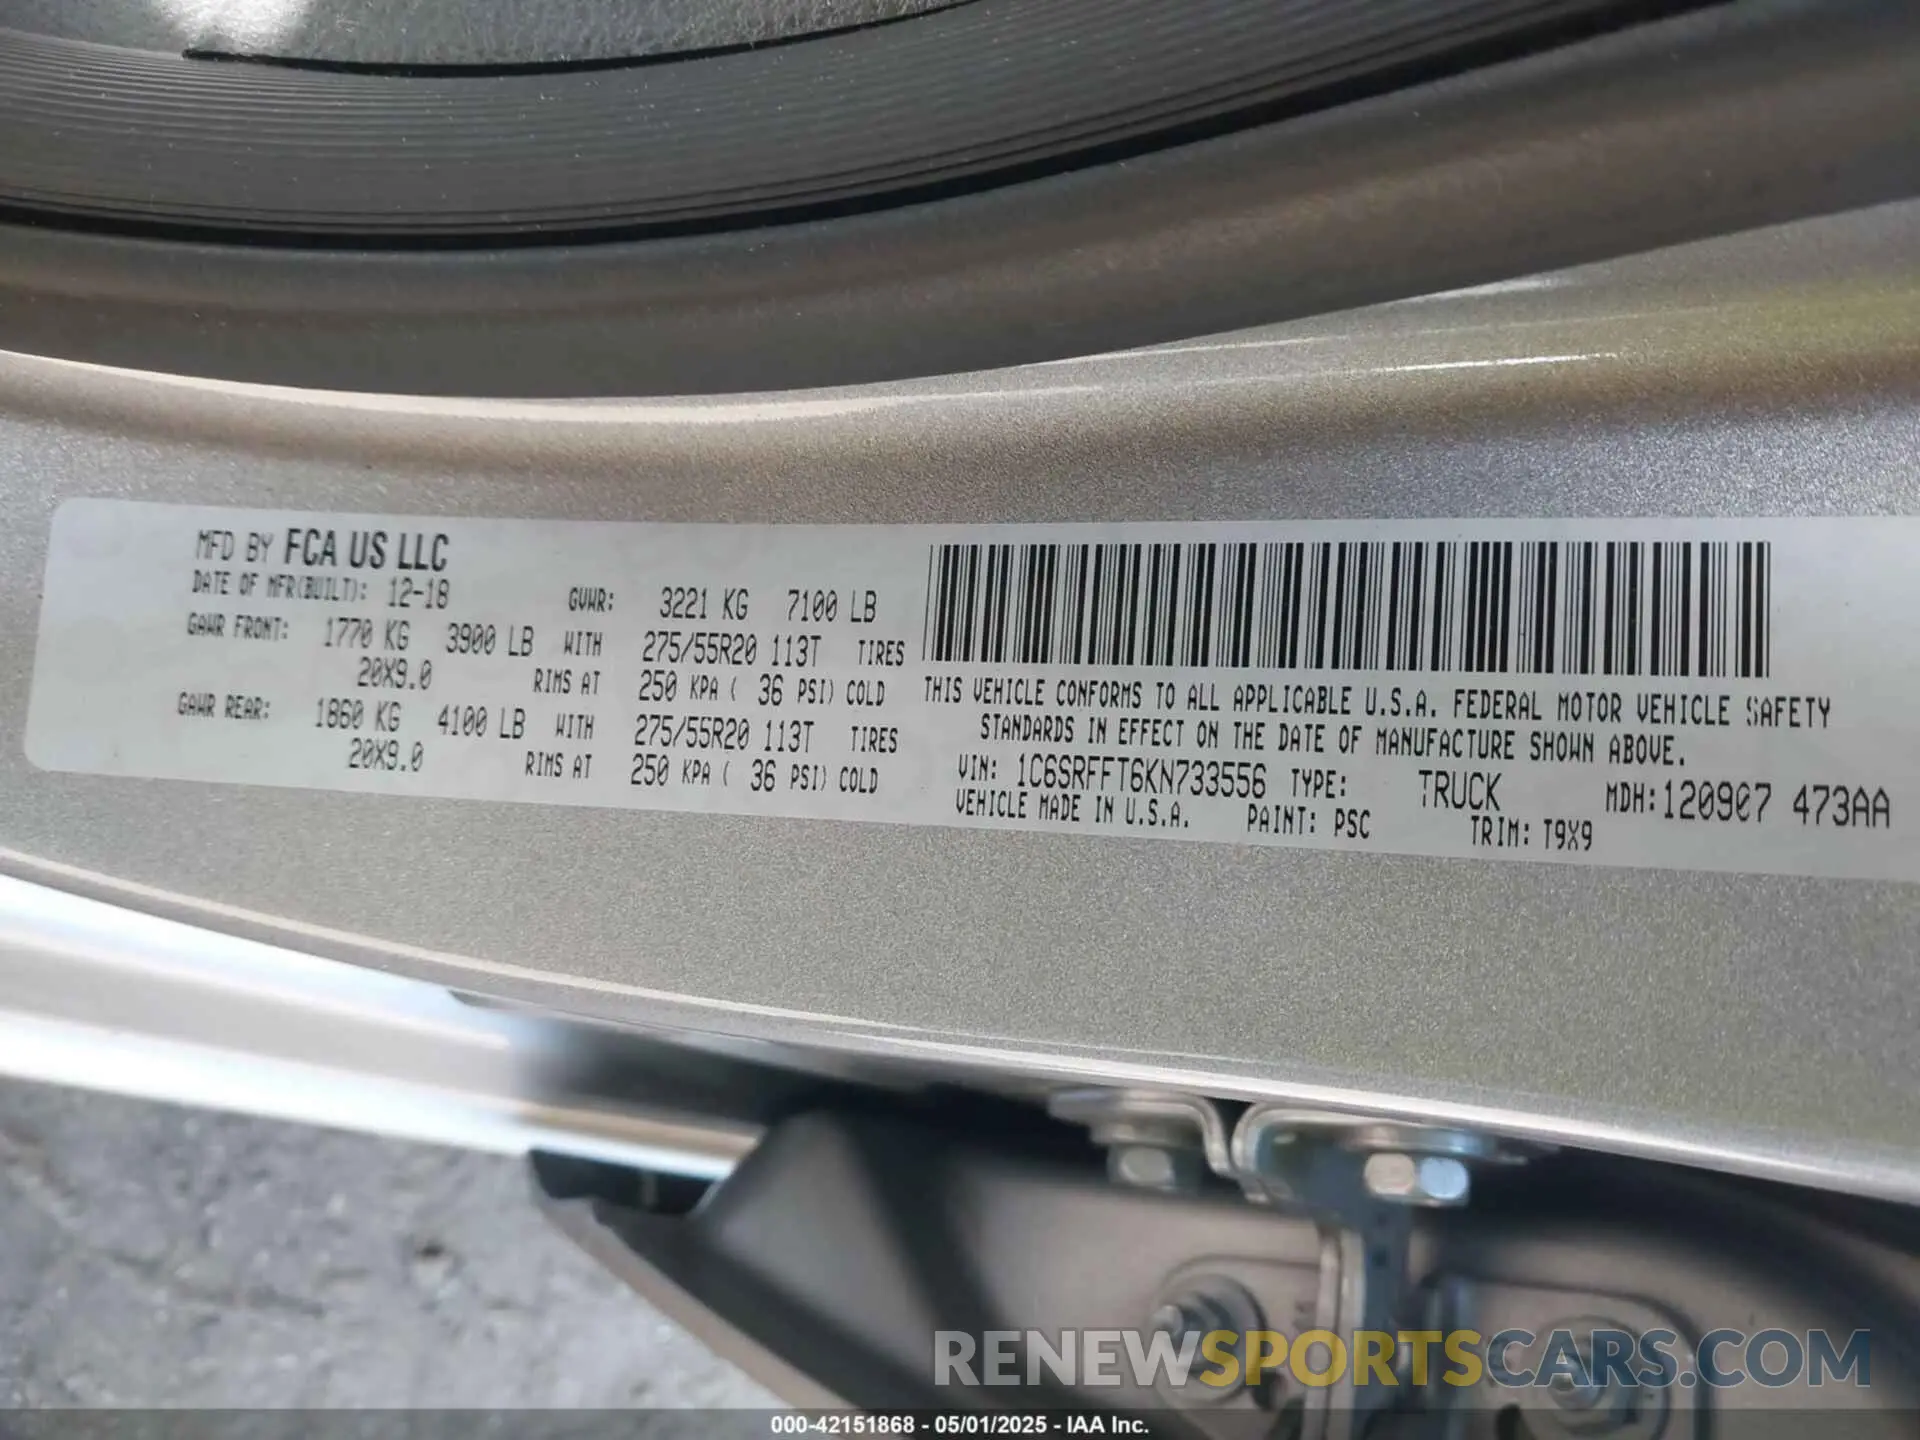 MFD BY FCA US LLC
DATE OF MFR(BUILT): 12-18 GVWR: 3221 KG 7100 LB
GAWR FRONT: 1770 KG 3900 LB WITH 275/55R20 113T TIRES
20X9.0 RIMS AT 250 KPA ( 36 PSI) COLD
GAWR REAR: 1860 KG 4100 LB WITH 275/55R20 113T TIRES
20X9.0 RIMS AT 250 KPA ( 36 PSI) COLD
THIS VEHICLE CONFORMS TO ALL APPLICABLE U.S.A. FEDERAL MOTOR VEHICLE SAFETY
STANDARDS IN EFFECT ON THE DATE OF MANUFACTURE SHOWN ABOVE.
VIN: 1C6SRFFT6KN733556 TYPE: TRUCK MDH:120907 473AA
VEHICLE MADE IN U.S.A. PAINT: PSC TRIM: T9X9
RENEWSPORTSCARS.COM
000-42151868 - 05/01/2025 - IAA Inc.